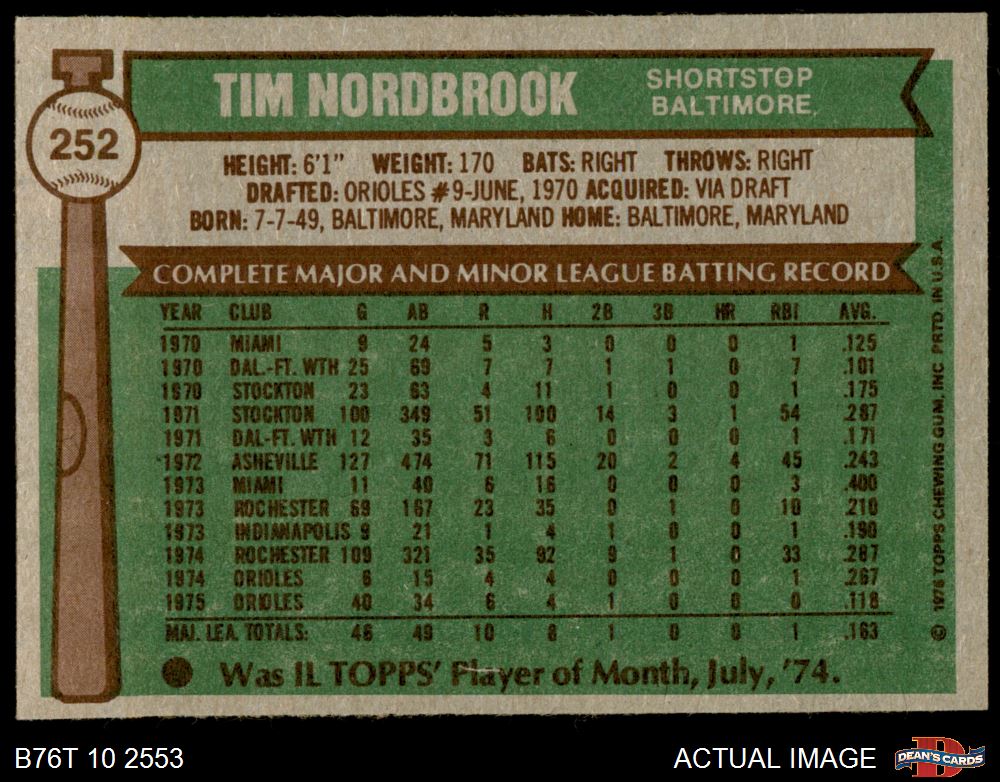 TIM NORDBROOK
SHORTSTOP
BALTIMORE
252
HEIGHT: 6'1" WEIGHT: 170 BATS: RIGHT THROWS: RIGHT
DRAFTED: ORIOLES #9-JUNE, 1970 ACQUIRED: VIA DRAFT
BORN: 7-7-49, BALTIMORE, MARYLAND HOME: BALTIMORE, MARYLAND
COMPLETE MAJOR AND MINOR LEAGUE BATTING RECORD
YEAR CLUB G AB R H 2B 3B HR RBI AVG.
1970 MIAMI 9 24 5 3 0 0 0 1 .125
1970 DAL.-FT. WTH 25 69 7 7 1 1 0 7 .101
1970 STOCKTON 23 63 4 11 1 0 0 1 .175
1971 STOCKTON 100 349 51 100 14 3 1 54 .287
1971 DAL-FT. WTH 12 35 3 6 0 0 0 1 .171
1972 ASHEVILLE 127 474 71 115 20 2 4 45 .243
1973 MIAMI 11 40 6 16 0 0 0 3 .400
1973 ROCHESTER 69 167 23 35 0 1 0 10 .210
1973 INDIANAPOLIS 9 21 1 4 1 0 0 1 .190
1974 ROCHESTER 109 321 35 92 9 1 0 33 .287
1974 ORIOLES 6 15 4 4 0 0 0 1 .267
1975 ORIOLES 40 34 6 4 1 0 0 0 .118
MAJ. LEA. TOTALS: 46 49 10 8 1 0 0 1 .163
Was IL TOPPS' Player of Month, July, '74.
© 1976 TOPPS CHEWING GUM, INC PRTD. IN U.S.A.
B76T 10 2553
ACTUAL IMAGE
D
DEAN'S CARDS